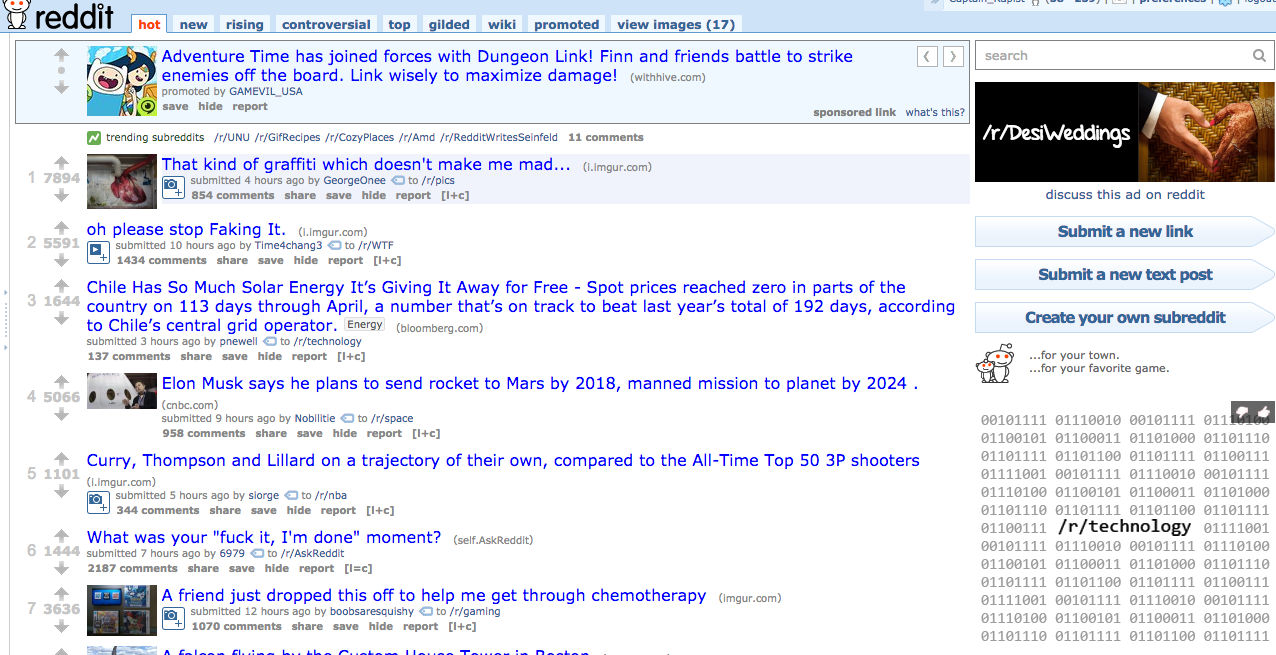 reddit hot new rising controversial top gilded wiki promoted view images (17)
preferences
Adventure Time has joined forces with Dungeon Link! Finn and friends battle to strike
enemies off the board. Link wisely to maximize damage! (withhive.com)
promoted by GAMEVIL_USA
save hide report
sponsored link what's this?
trending subreddits /r/UNU /r/GifRecipes /r/CozyPlaces /r/Amd /r/RedditWritesSeinfeld 11 comments
1 7894
That kind of graffiti which doesn't make me mad... (i.imgur.com)
submitted 4 hours ago by GeorgeOnee to /r/pics
854 comments share save hide report [l+c]
2 5591
oh please stop Faking It. (i.imgur.com)
submitted 10 hours ago by Time4chang3 to /r/WTF
1434 comments share save hide report [l+c]
3 1644
Chile Has So Much Solar Energy It’s Giving It Away for Free - Spot prices reached zero in parts of the
country on 113 days through April, a number that’s on track to beat last year’s total of 192 days, according
to Chile’s central grid operator. Energy (bloomberg.com)
submitted 3 hours ago by pnewell to /r/technology
137 comments share save hide report [l+c]
4 5066
Elon Musk says he plans to send rocket to Mars by 2018, manned mission to planet by 2024 .
(cnbc.com)
submitted 9 hours ago by Nobilitie to /r/space
958 comments share save hide report [l+c]
5 1101
Curry, Thompson and Lillard on a trajectory of their own, compared to the All-Time Top 50 3P shooters
(i.imgur.com)
submitted 5 hours ago by siorge to /r/nba
344 comments share save hide report [l+c]
6 1444
What was your "fuck it, I'm done" moment? (self.AskReddit)
submitted 7 hours ago by 6979 to /r/AskReddit
2187 comments share save hide report [l=c]
7 3636
A friend just dropped this off to help me get through chemotherapy (imgur.com)
submitted 12 hours ago by boobsaresquishy to /r/gaming
1070 comments share save hide report [l+c]
A falcon flying by the Custom House Tower in Boston
search
/r/DesiWeddings
discuss this ad on reddit
Submit a new link
Submit a new text post
Create your own subreddit
...for your town.
...for your favorite game.
00101111 01110010 00101111 01110100
01100101 01100011 01101000 01101110
01101111 01101100 01101111 01100111
01111001 00101111 01110010 00101111
01110100 01100101 01100011 01101000
01101110 01101111 01101100 01101111
01100111 /r/technology 01111001
00101111 01110010 00101111 01110100
01100101 01100011 01101000 01101110
01101111 01101100 01101111 01100111
01111001 00101111 01110010 00101111
01110100 01100101 01100011 01101000
01101110 01101111 01101100 01101111